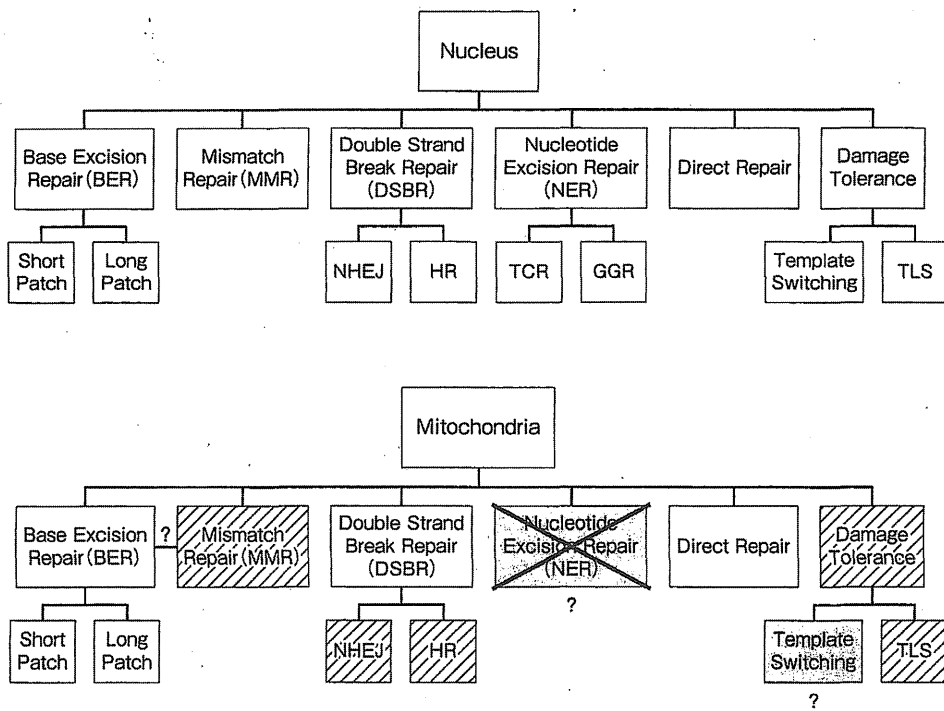 Nucleus
Base Excision
Repair(BER)
Mismatch
Repair(MMR)
Double Strand
Break Repair
(DSBR)
Nucleotide
Excision Repair
(NER)
Direct Repair
Damage
Tolerance
Short
Patch
Long
Patch
NHEJ
HR
TCR
GGR
Template
Switching
TLS
Mitochondria
Base Excision
Repair(BER)
?
Mismatch
Repair(MMR)
Double Strand
Break Repair
(DSBR)
Nucleotide
Excision Repair
(NER)
?
Direct Repair
Damage
Tolerance
Short
Patch
Long
Patch
NHEJ
HR
Template
Switching
?
TLS